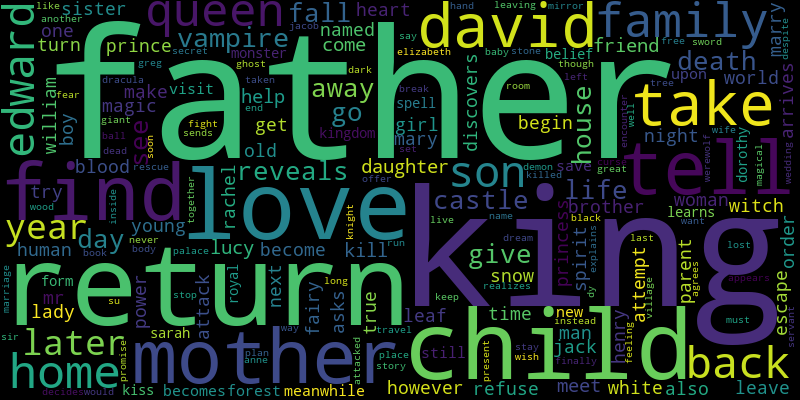 like
another
sister
queen
fall
heart
david
family
marry
despite
edward
one
turn
prince
vampire
named
come
jacob
say
hand
leaving
mirror
father
friend
belief
free
sword
secret
monster
elizabeth
baby
stone
though
death
upon
world
arrives
greg
ghost
taken
dark
left
william
fear
dracula
make
magic
visit
away
break
room
take
boy
giant
end
help
go
spell
set
discovers
house
tree
encounter
well
see
ball
fight
sends
get
kingdom
girl
begin
night
wife
dorothy
magical
wedding
soon
dead
rescue
old
mary
woman
werewolf
find
blood
reveals
daughter
son
demon
killed
save
curse
great
tell
try
wood
inside
together
love
rachel
offer
castle
life
brother
learns
witch
year
day
young
never
knight
live
king
name
black
princess
spirit
want
order
human
book
body
lucy
become
kill
run
give
dream
explains
last
lost
marriage
return
palace
royal
next
fairy
snow
realizes
dy
attempt
village
parent
agrees
appears
escape
form
mr
su
power
stop
attack
asks
long
true
keep
leaf
time
new
instead
feeling
must
servant
lady
sir
later
sarah
way
travel
child
man
jack
henry
finally
home
promise
mother
plan
anne
place
story
attacked
still
present
stay
wish
back
decides
would
kiss
becomes
forest
meanwhile
however
refuse
meet
white
also
leave